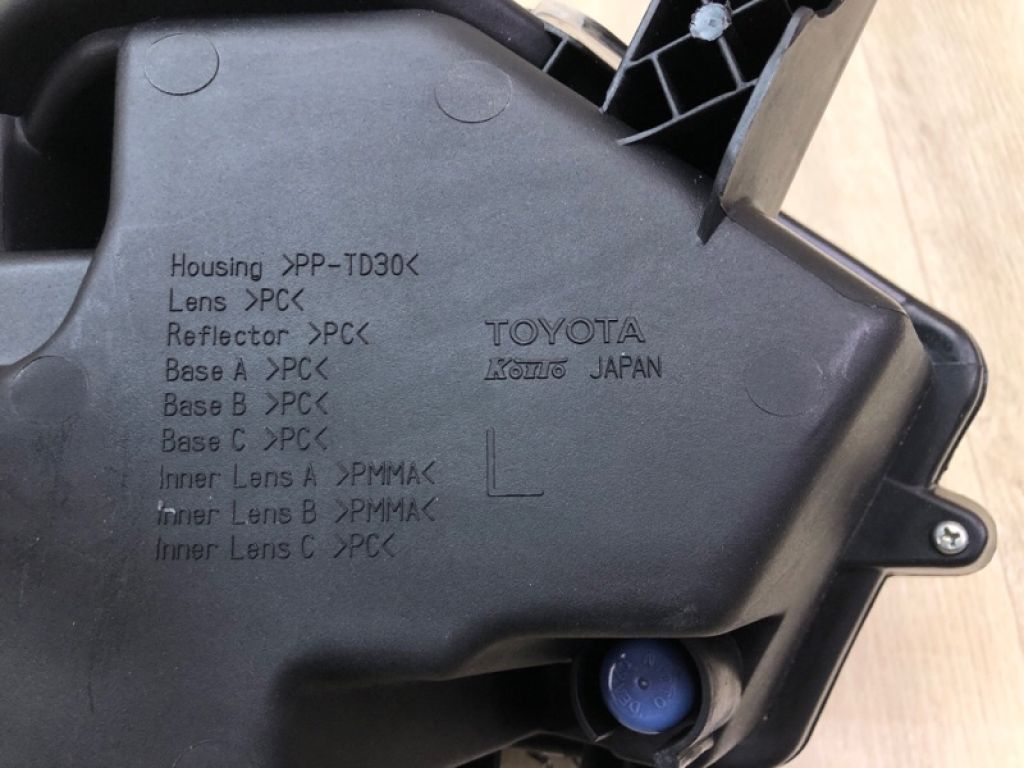 Housing >PP-TD30<
Lens >PC<
Reflector >PC<
Base A >PC<
Base B >PC<
Base C >PC<
Inner Lens A >PMMA<
Inner Lens B >PMMA<
Inner Lens C >PC<
TOYOTA
KOITO JAPAN
L